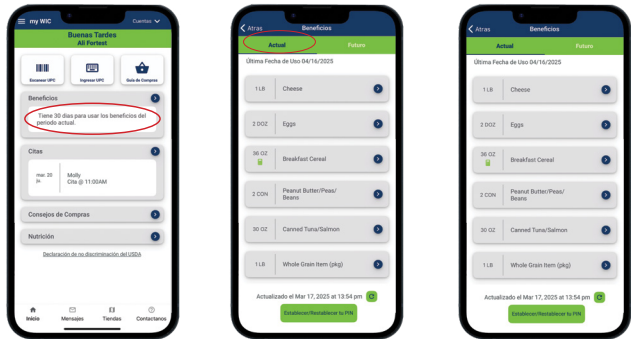 my WIC
Cuentas
Buenas Tardes
Ali Fortest
Escanear UPC
Ingresar UPC
Guía de Compras
Beneficios
Tiene 30 días para usar los beneficios del
periodo actual.
Citas
mar. 20
Molly
Cita @ 11:00AM
Consejos de Compras
Nutrición
Declaración de no discriminación del USDA
Inicio
Mensajes
Tiendas
Contactanos
Atras
Beneficios
Actual
Futuro
Última Fecha de Uso 04/16/2025
1 LB
Cheese
2 DOZ
Eggs
36 OZ
Breakfast Cereal
2 CON
Peanut Butter/Peas/
Beans
30 OZ
Canned Tuna/Salmon
1 LB
Whole Grain Item (pkg)
Actualizado el Mar 17, 2025 at 13:54 pm
Establecer/Restablecer tu PIN
Atras
Beneficios
Actual
Futuro
Última Fecha de Uso 04/16/2025
1 LB
Cheese
2 DOZ
Eggs
36 OZ
Breakfast Cereal
2 CON
Peanut Butter/Peas/
Beans
30 OZ
Canned Tuna/Salmon
1 LB
Whole Grain Item (pkg)
Actualizado el Mar 17, 2025 at 13:54 pm
Establecer/Restablecer tu PIN